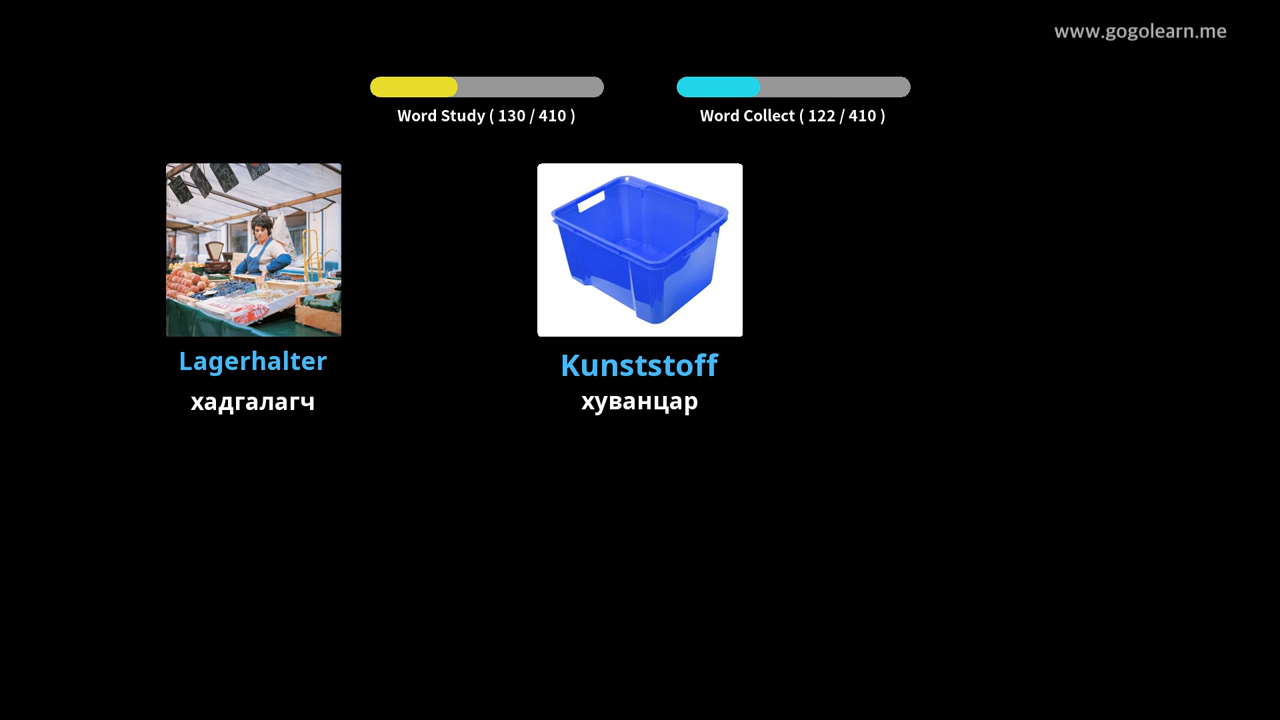 www.gogolearn.me
Word Study ( 130 / 410 )
Word Collect ( 122 / 410 )
Lagerhalter
хадгалагч
Kunststoff
хуванцар